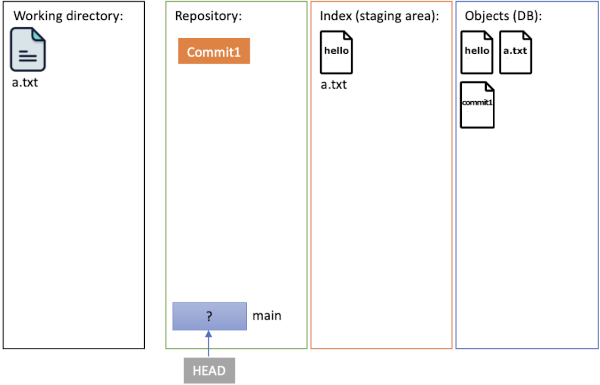 Working directory:
a.txt
Repository:
Commit1
?
main
HEAD
Index (staging area):
hello
a.txt
Objects (DB):
hello
a.txt
commit1